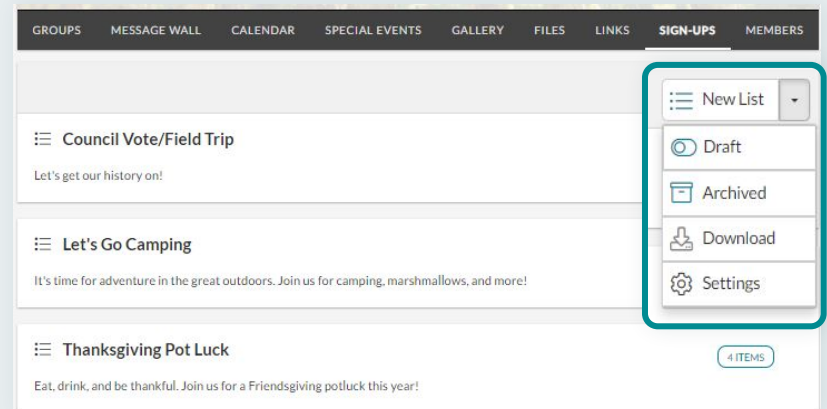 GROUPS MESSAGE WALL CALENDAR SPECIAL EVENTS GALLERY FILES LINKS SIGN-UPS MEMBERS
New List
Draft
Archived
Download
Settings
Council Vote/Field Trip
Let's get our history on!
Let's Go Camping
It's time for adventure in the great outdoors. Join us for camping, marshmallows, and more!
Thanksgiving Pot Luck
4 ITEMS
Eat, drink, and be thankful. Join us for a Friendsgiving potluck this year!